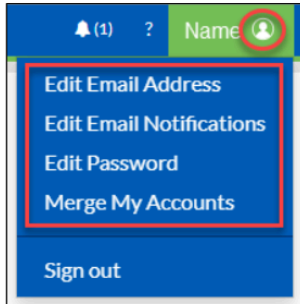 (1) ? Name
Edit Email Address
Edit Email Notifications
Edit Password
Merge My Accounts
Sign out